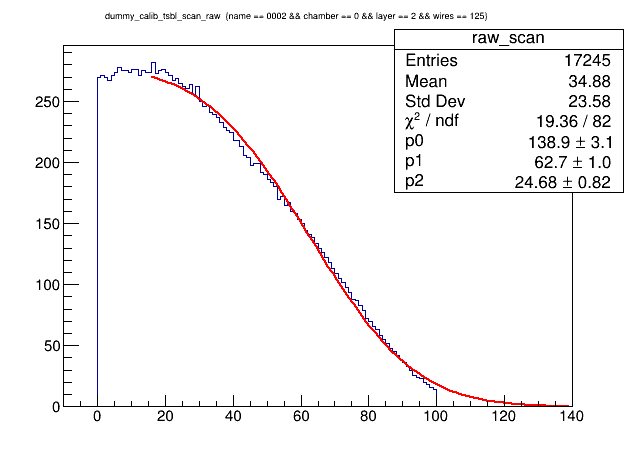 dummy_calib_tsbl_scan_raw (name == 0002 && chamber == 0 && layer == 2 && wires == 125)
raw_scan
Entries 17245
Mean 34.88
Std Dev 23.58
χ² / ndf 19.36 / 82
p0 138.9 ± 3.1
p1 62.7 ± 1.0
p2 24.68 ± 0.82
250
200
150
100
50
0
0 20 40 60 80 100 120 140